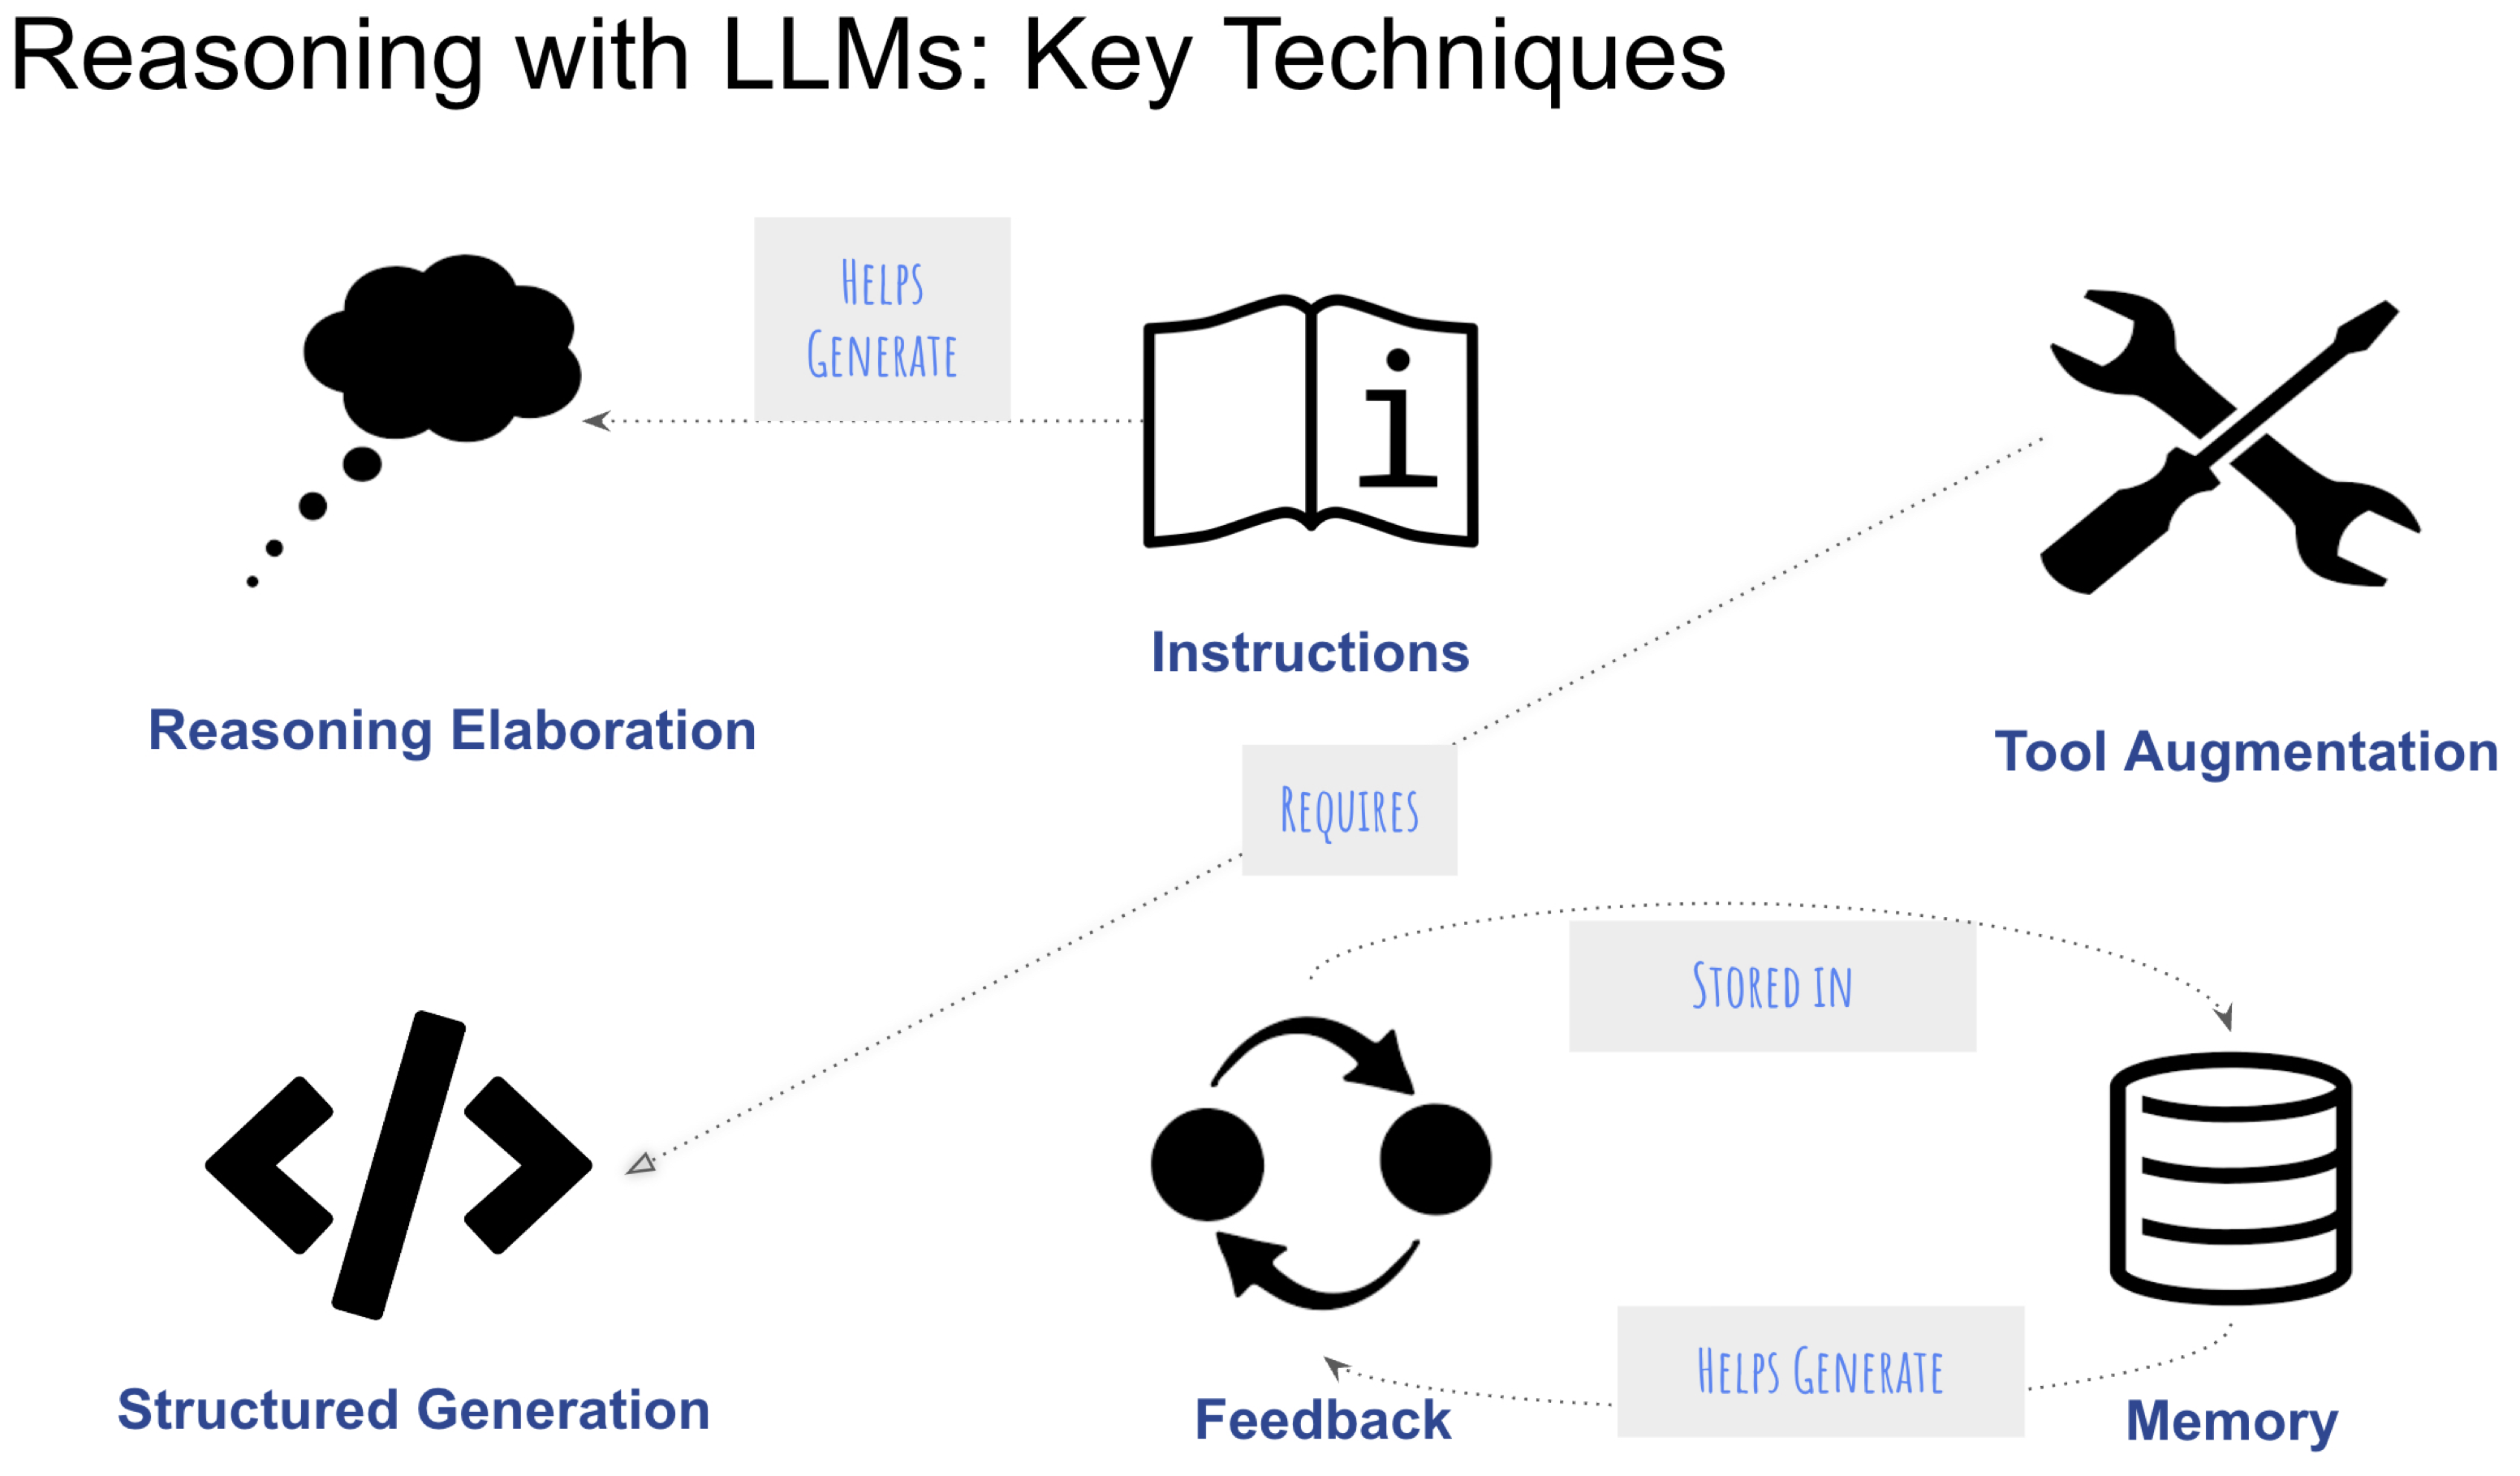 Reasoning with LLMs: Key Techniques
Helps
Generate
i
Instructions
Reasoning Elaboration
Tool Augmentation
Requires
Stored in
Helps Generate
Structured Generation
Feedback
Memory